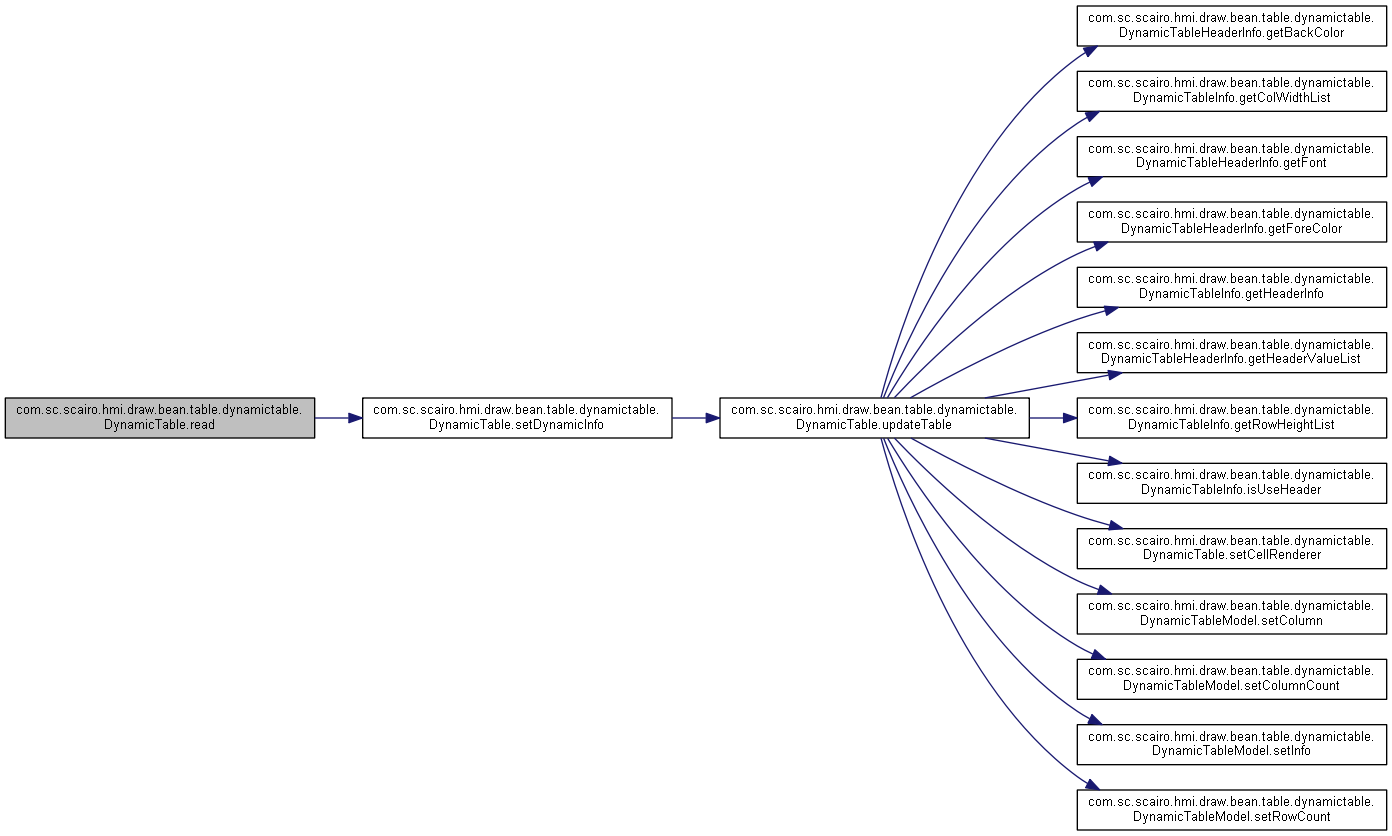 com.sc.scairo.hmi.draw.bean.table.dynamictable.
DynamicTable.read
com.sc.scairo.hmi.draw.bean.table.dynamictable.
DynamicTable.setDynamicInfo
com.sc.scairo.hmi.draw.bean.table.dynamictable.
DynamicTable.updateTable
com.sc.scairo.hmi.draw.bean.table.dynamictable.
DynamicTableHeaderInfo.getBackColor
com.sc.scairo.hmi.draw.bean.table.dynamictable.
DynamicTableInfo.getColWidthList
com.sc.scairo.hmi.draw.bean.table.dynamictable.
DynamicTableHeaderInfo.getFont
com.sc.scairo.hmi.draw.bean.table.dynamictable.
DynamicTableHeaderInfo.getForeColor
com.sc.scairo.hmi.draw.bean.table.dynamictable.
DynamicTableInfo.getHeaderInfo
com.sc.scairo.hmi.draw.bean.table.dynamictable.
DynamicTableHeaderInfo.getHeaderValueList
com.sc.scairo.hmi.draw.bean.table.dynamictable.
DynamicTableInfo.getRowHeightList
com.sc.scairo.hmi.draw.bean.table.dynamictable.
DynamicTableInfo.isUseHeader
com.sc.scairo.hmi.draw.bean.table.dynamictable.
DynamicTable.setCellRenderer
com.sc.scairo.hmi.draw.bean.table.dynamictable.
DynamicTableModel.setColumn
com.sc.scairo.hmi.draw.bean.table.dynamictable.
DynamicTableModel.setColumnCount
com.sc.scairo.hmi.draw.bean.table.dynamictable.
DynamicTableModel.setInfo
com.sc.scairo.hmi.draw.bean.table.dynamictable.
DynamicTableModel.setRowCount